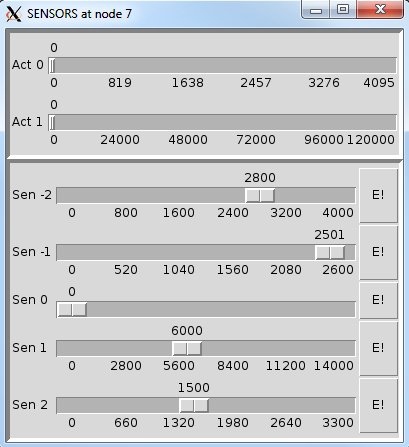 SENSORS at node 7
0
Act 0
0 819 1638 2457 3276 4095
0
Act 1
0 24000 48000 72000 96000 120000
2800
Sen -2 E!
0 800 1600 2400 3200 4000
2501
Sen -1 E!
0 520 1040 1560 2080 2600
0
Sen 0 E!
6000
Sen 1 E!
0 2800 5600 8400 11200 14000
1500
Sen 2 E!
0 660 1320 1980 2640 3300